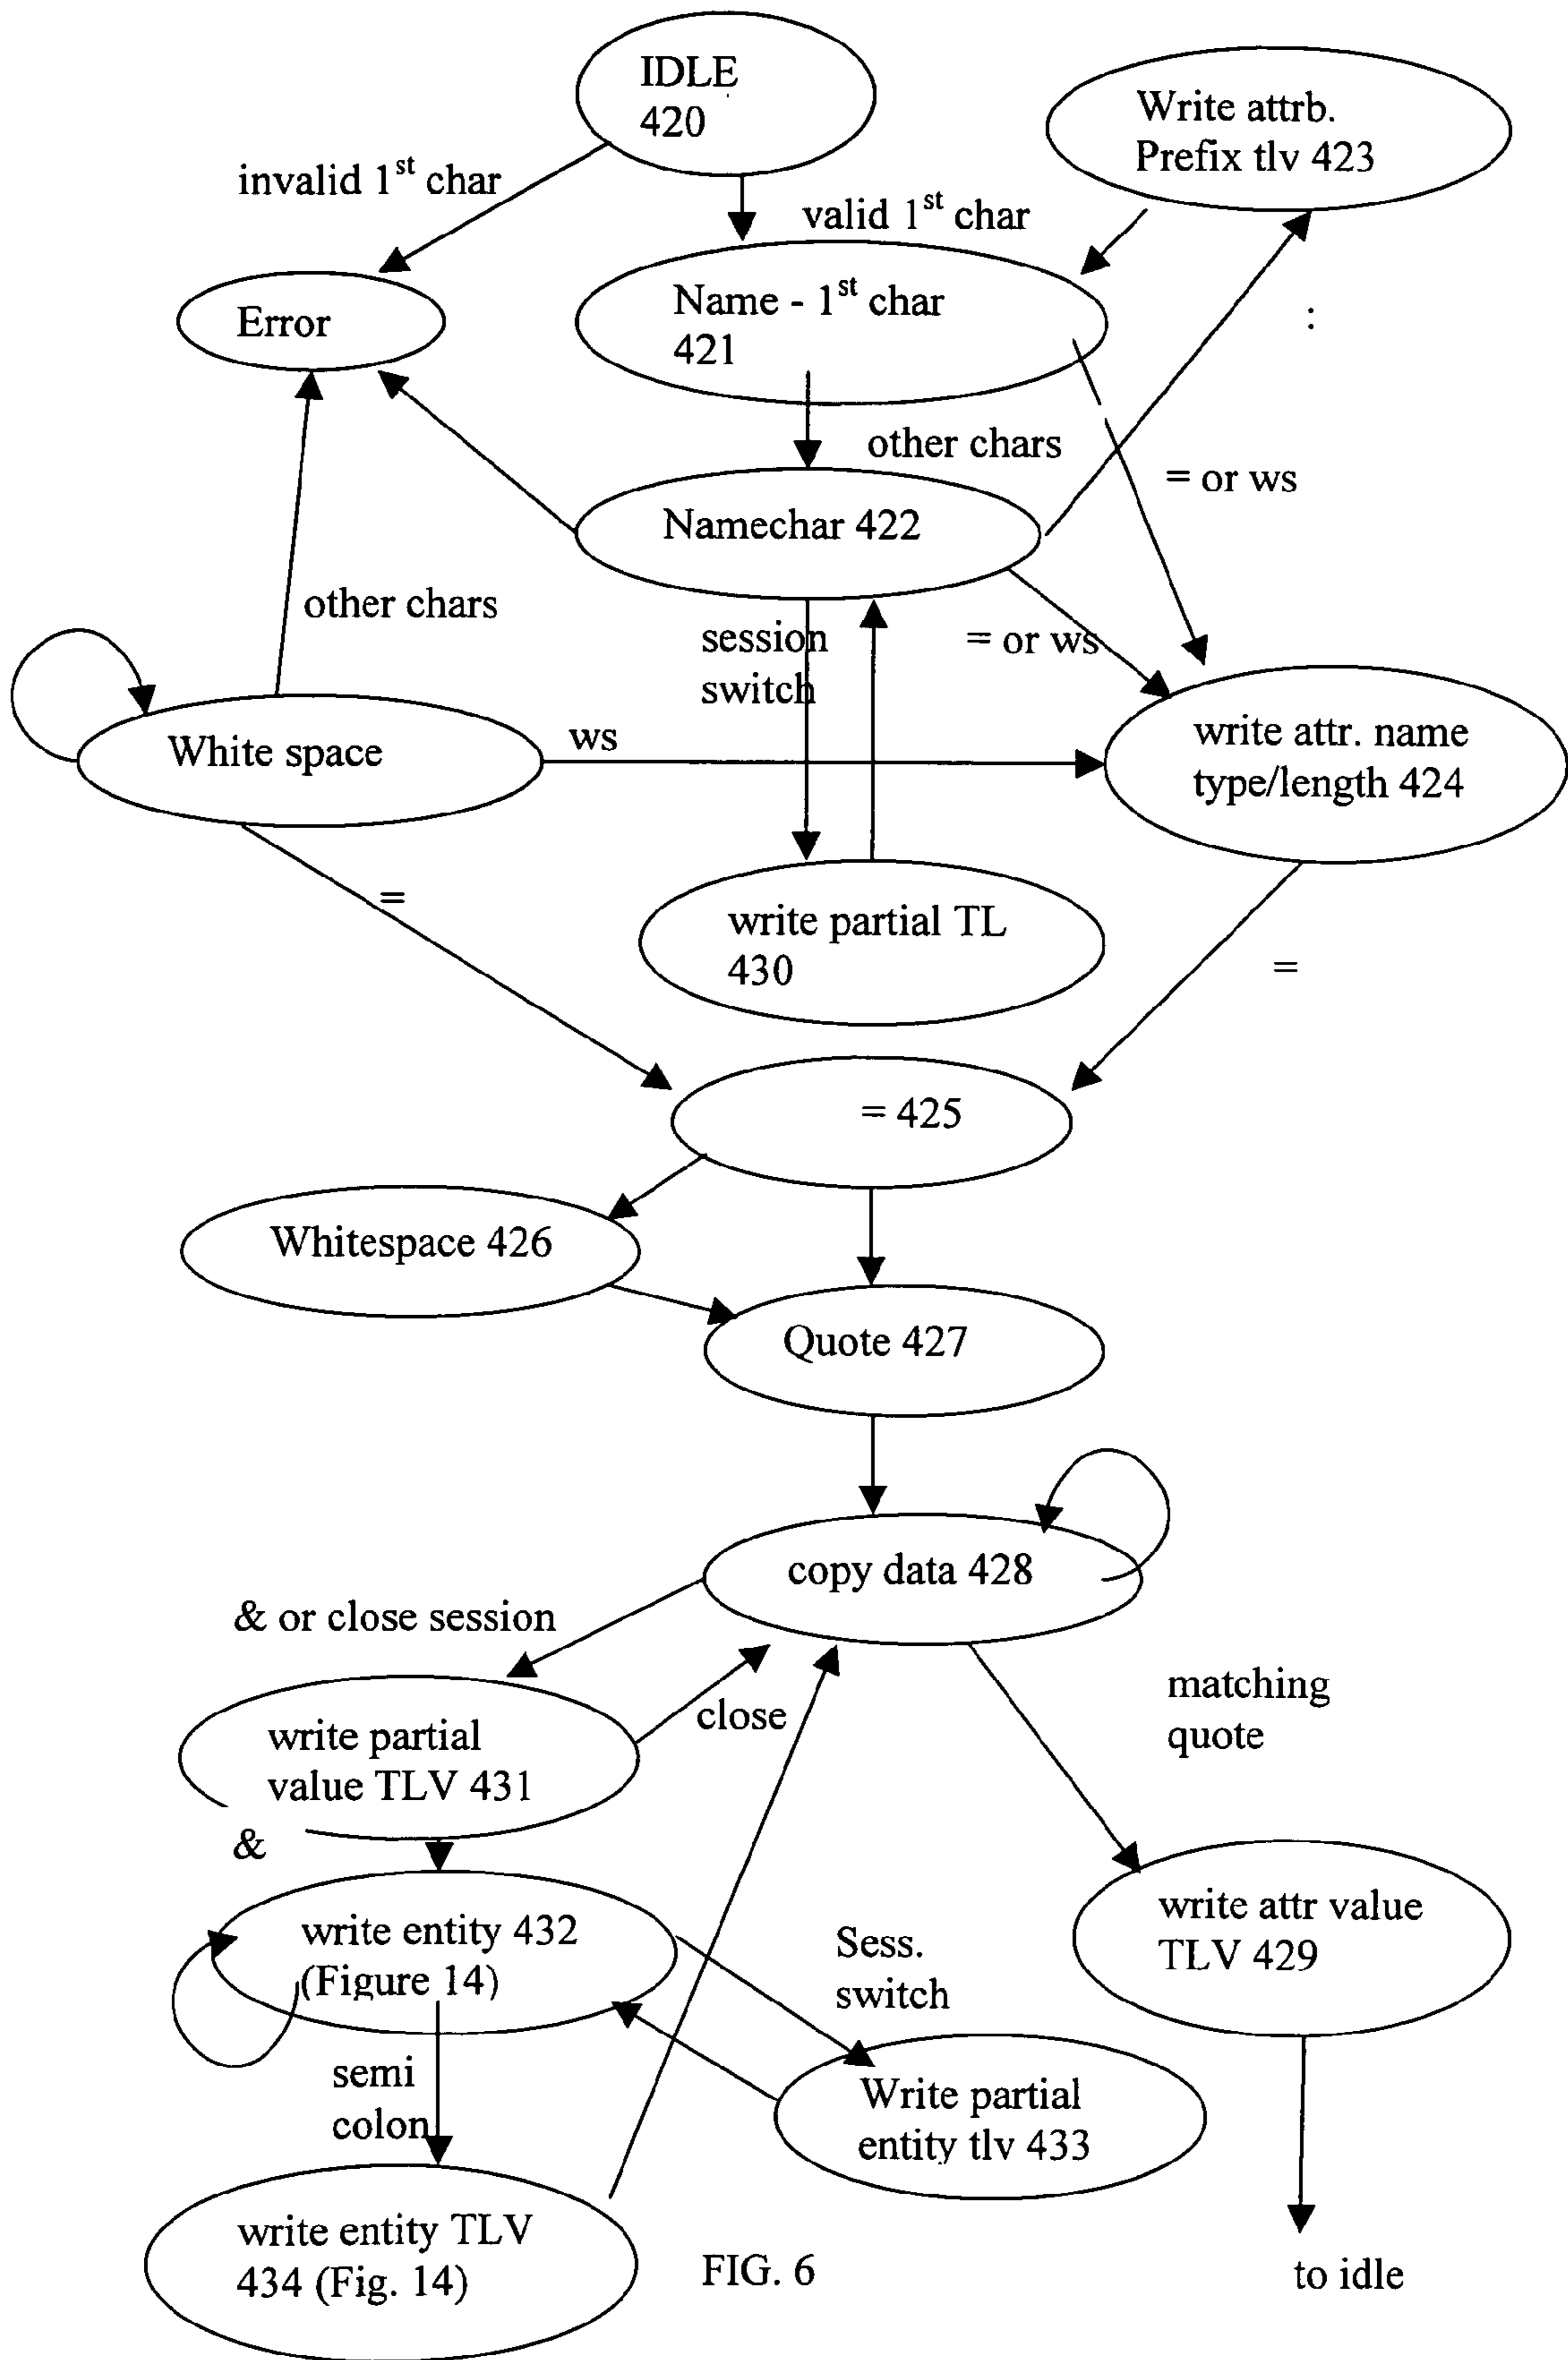 IDLE
420
Write attrb.
Prefix tlv 423
invalid 1st char
valid 1st char
Name - 1st char
421
Error
:
other chars
= or ws
Namechar 422
other chars
session
switch
= or ws
White space
ws
write attr. name
type/length 424
=
write partial TL
430
=
= 425
Whitespace 426
Quote 427
copy data 428
& or close session
matching
quote
close
write partial
value TLV 431
&
write entity 432
(Figure 14)
Sess.
switch
write attr value
TLV 429
semi
colon
Write partial
entity tlv 433
write entity TLV
434 (Fig. 14)
FIG. 6
to idle